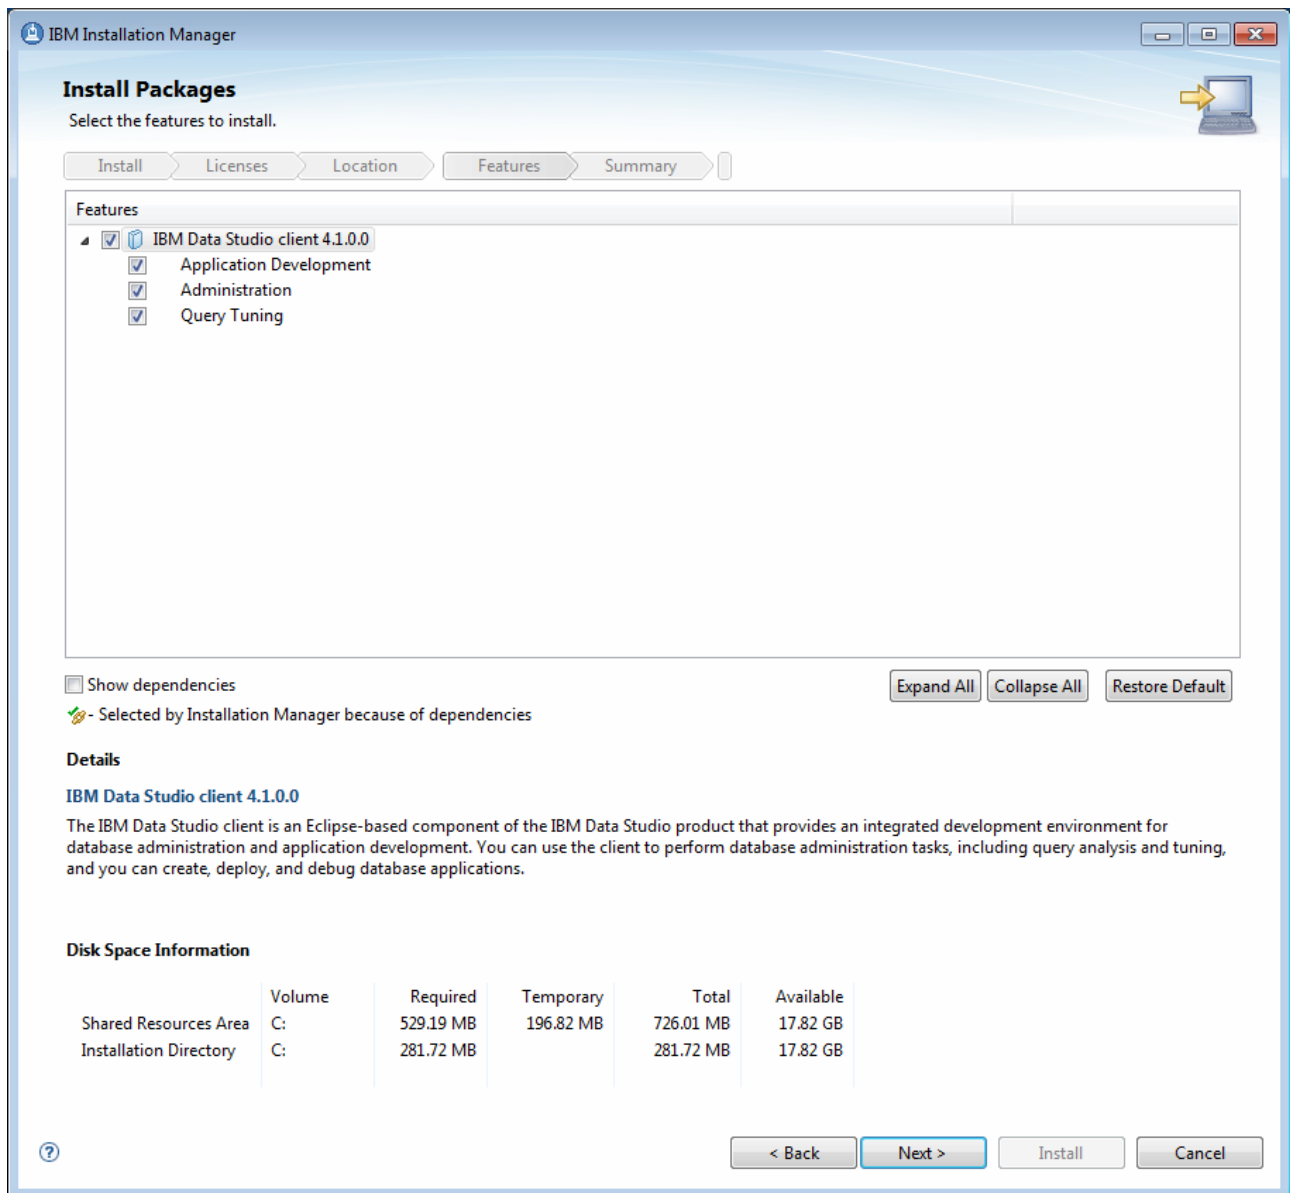 IBM Installation Manager
Install Packages
Select the features to install.
Install Licenses Location Features Summary
Features
IBM Data Studio client 4.1.0.0
Application Development
Administration
Query Tuning
Show dependencies
Expand All Collapse All Restore Default
- Selected by Installation Manager because of dependencies
Details
IBM Data Studio client 4.1.0.0
The IBM Data Studio client is an Eclipse-based component of the IBM Data Studio product that provides an integrated development environment for
database administration and application development. You can use the client to perform database administration tasks, including query analysis and tuning,
and you can create, deploy, and debug database applications.
Disk Space Information
Volume Required Temporary Total Available
Shared Resources Area C: 529.19 MB 196.82 MB 726.01 MB 17.82 GB
Installation Directory C: 281.72 MB 281.72 MB 17.82 GB
? < Back Next > Install Cancel